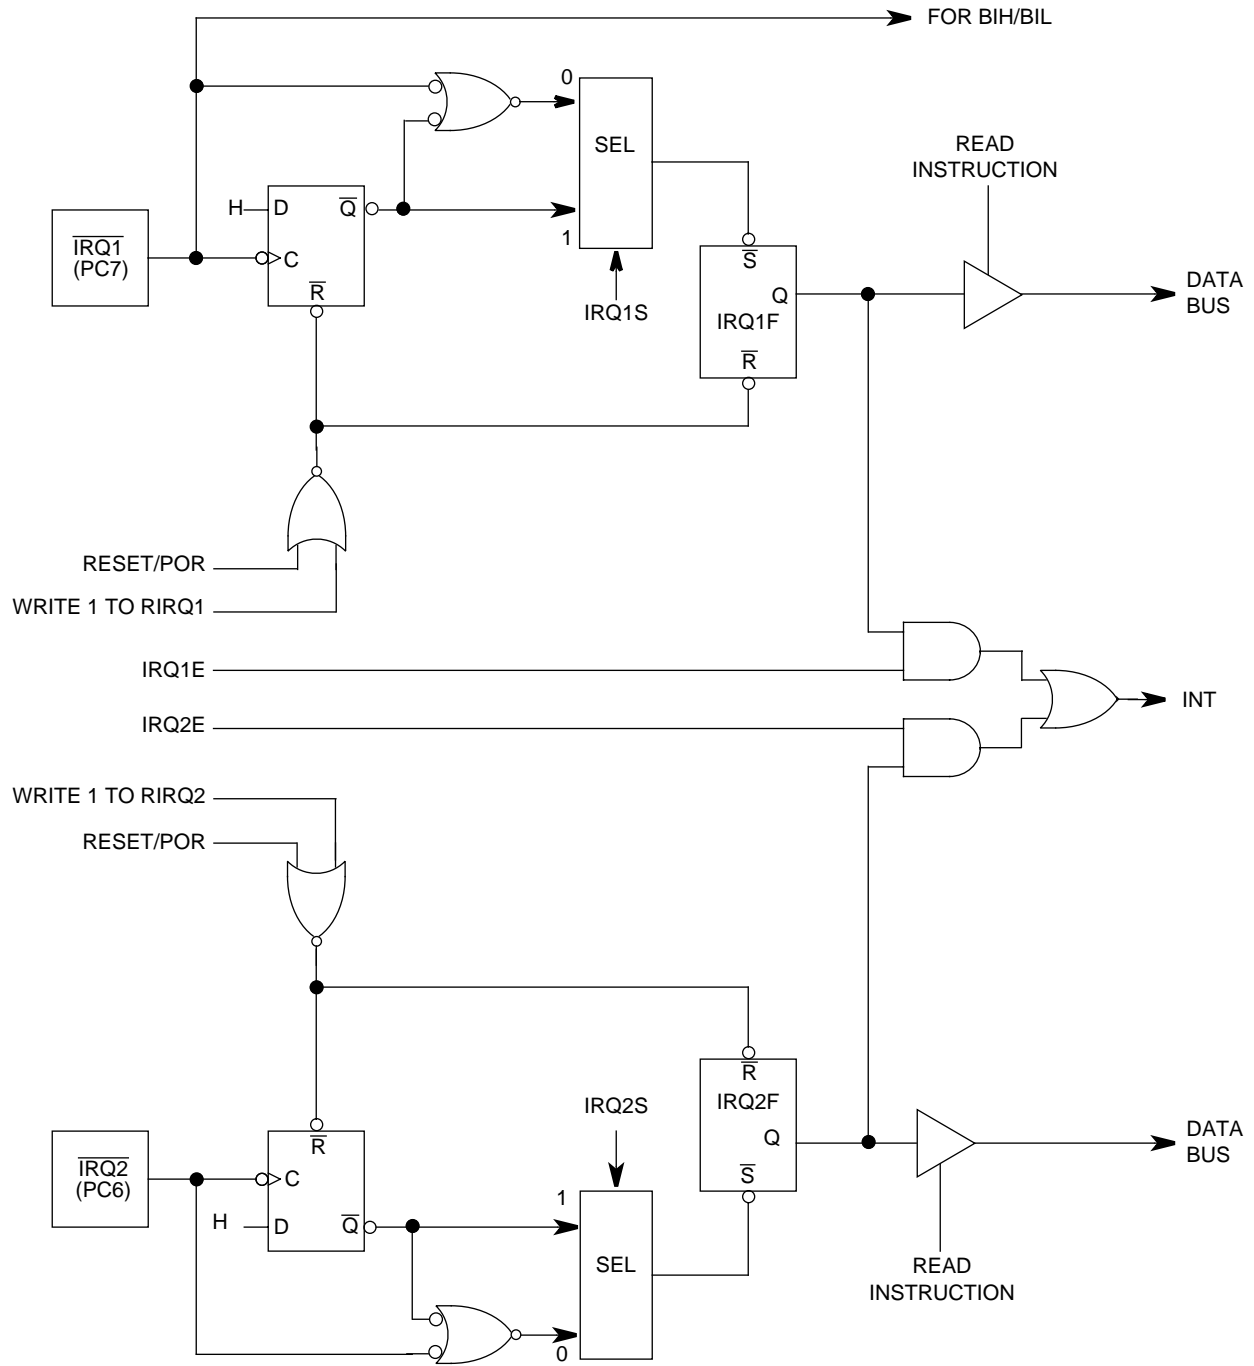 FOR BIH/BIL
0
SEL
READ
INSTRUCTION
H
D
Q̅
1
I̅R̅Q̅1̅
(PC7)
C
R̅
IRQ1S
S̅
Q
IRQ1F
R̅
DATA
BUS
RESET/POR
WRITE 1 TO RIRQ1
IRQ1E
INT
IRQ2E
WRITE 1 TO RIRQ2
RESET/POR
IRQ2S
R̅
IRQ2F
Q
S̅
DATA
BUS
I̅R̅Q̅2̅
(PC6)
R̅
C
H
D
Q̅
1
SEL
0
READ
INSTRUCTION